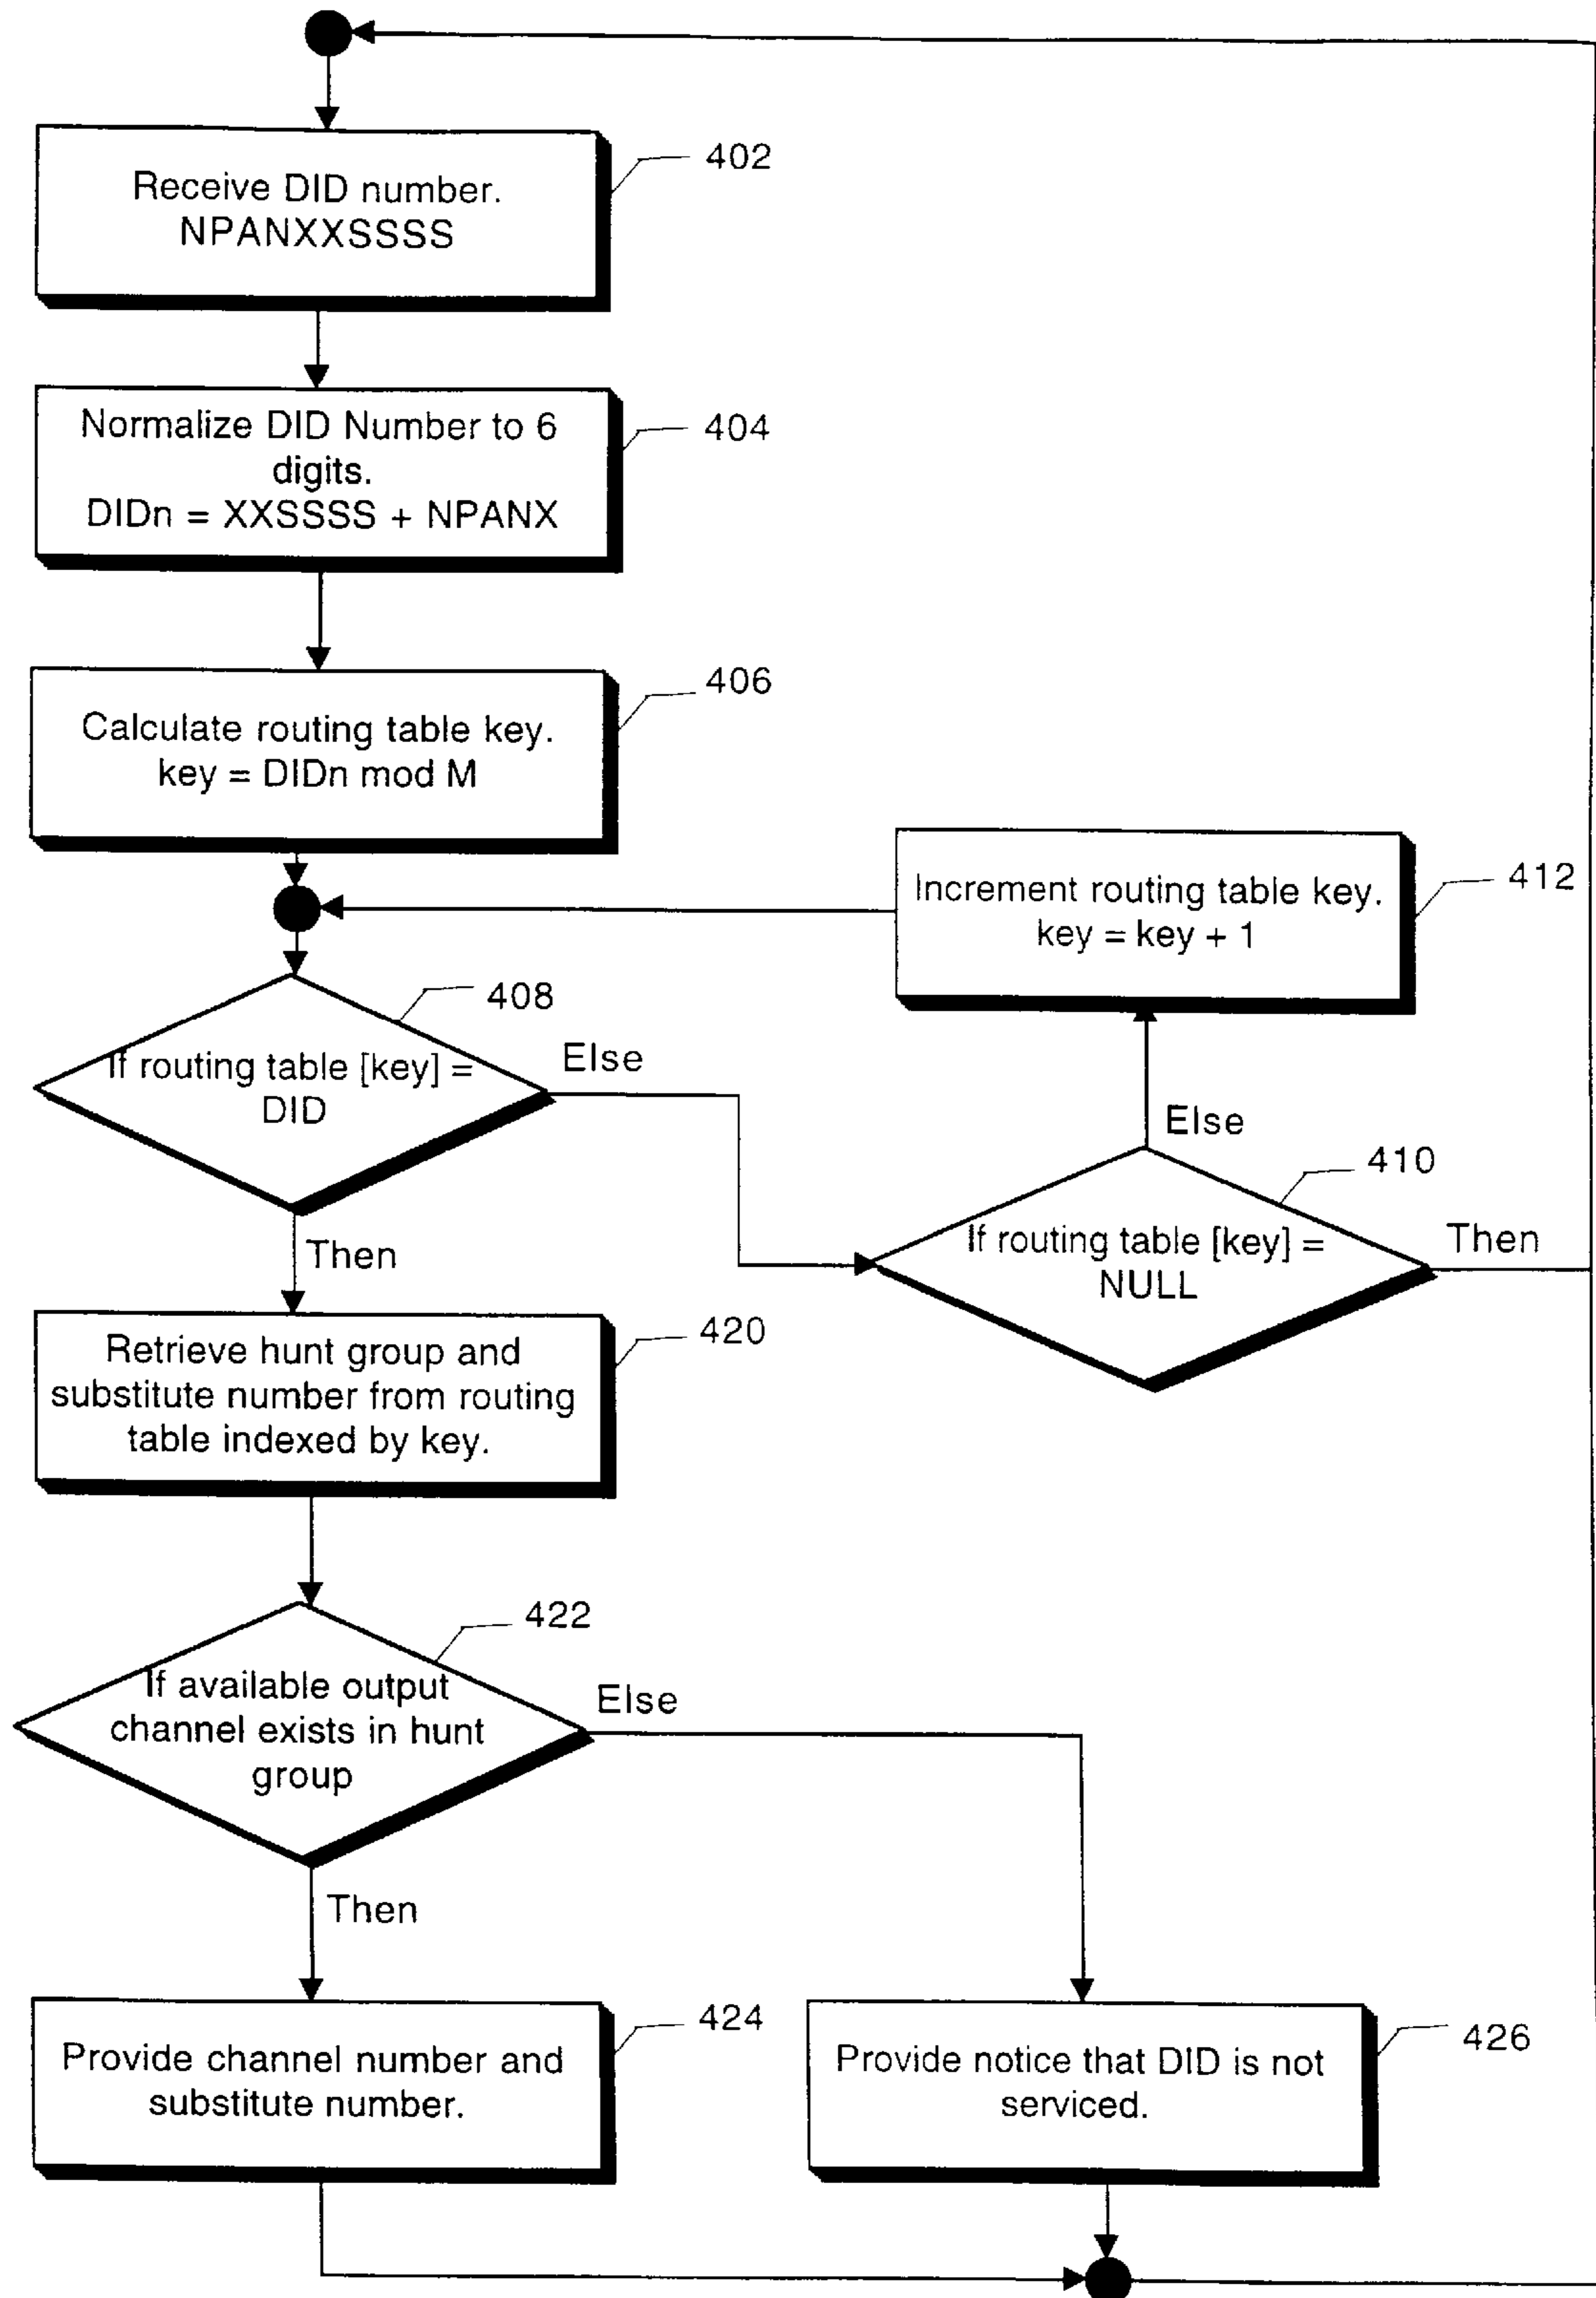 Receive DID number.
NPANXXSSSS
402
Normalize DID Number to 6
digits.
DIDn = XXSSSS + NPANX
404
Calculate routing table key.
key = DIDn mod M
406
Increment routing table key.
key = key + 1
412
If routing table [key] =
DID
408
Else
Then
If routing table [key] =
NULL
410
Else
Then
Retrieve hunt group and
substitute number from routing
table indexed by key.
420
If available output
channel exists in hunt
group
422
Else
Then
Provide channel number and
substitute number.
424
Provide notice that DID is not
serviced.
426